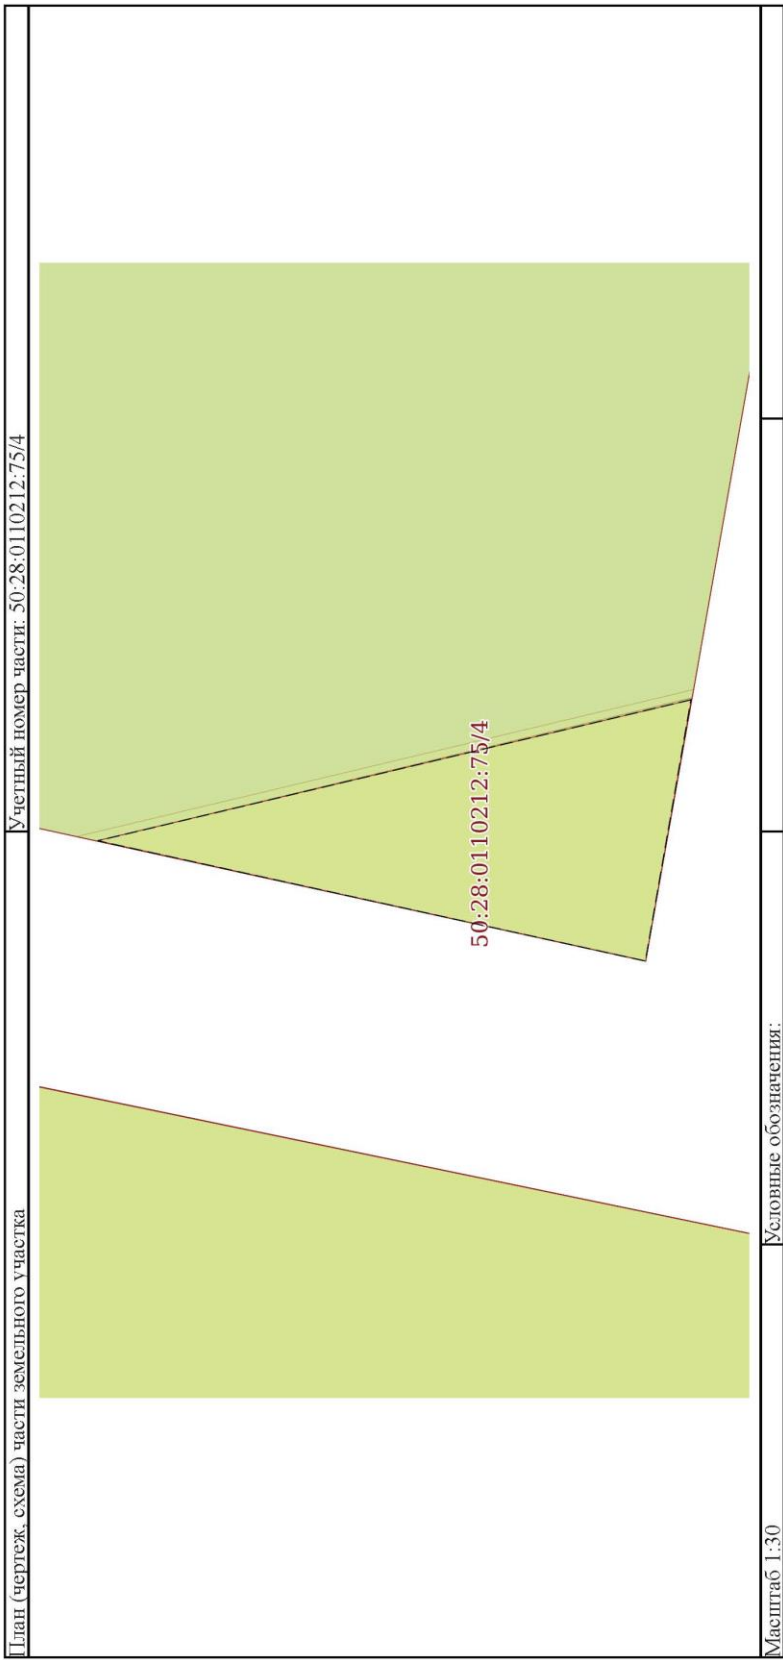 План (чертеж, схема) части земельного участка
Учетный номер части: 50:28:0110212:75/4
50:28:0110212:75/4
Масштаб 1:30
Условные обозначения: